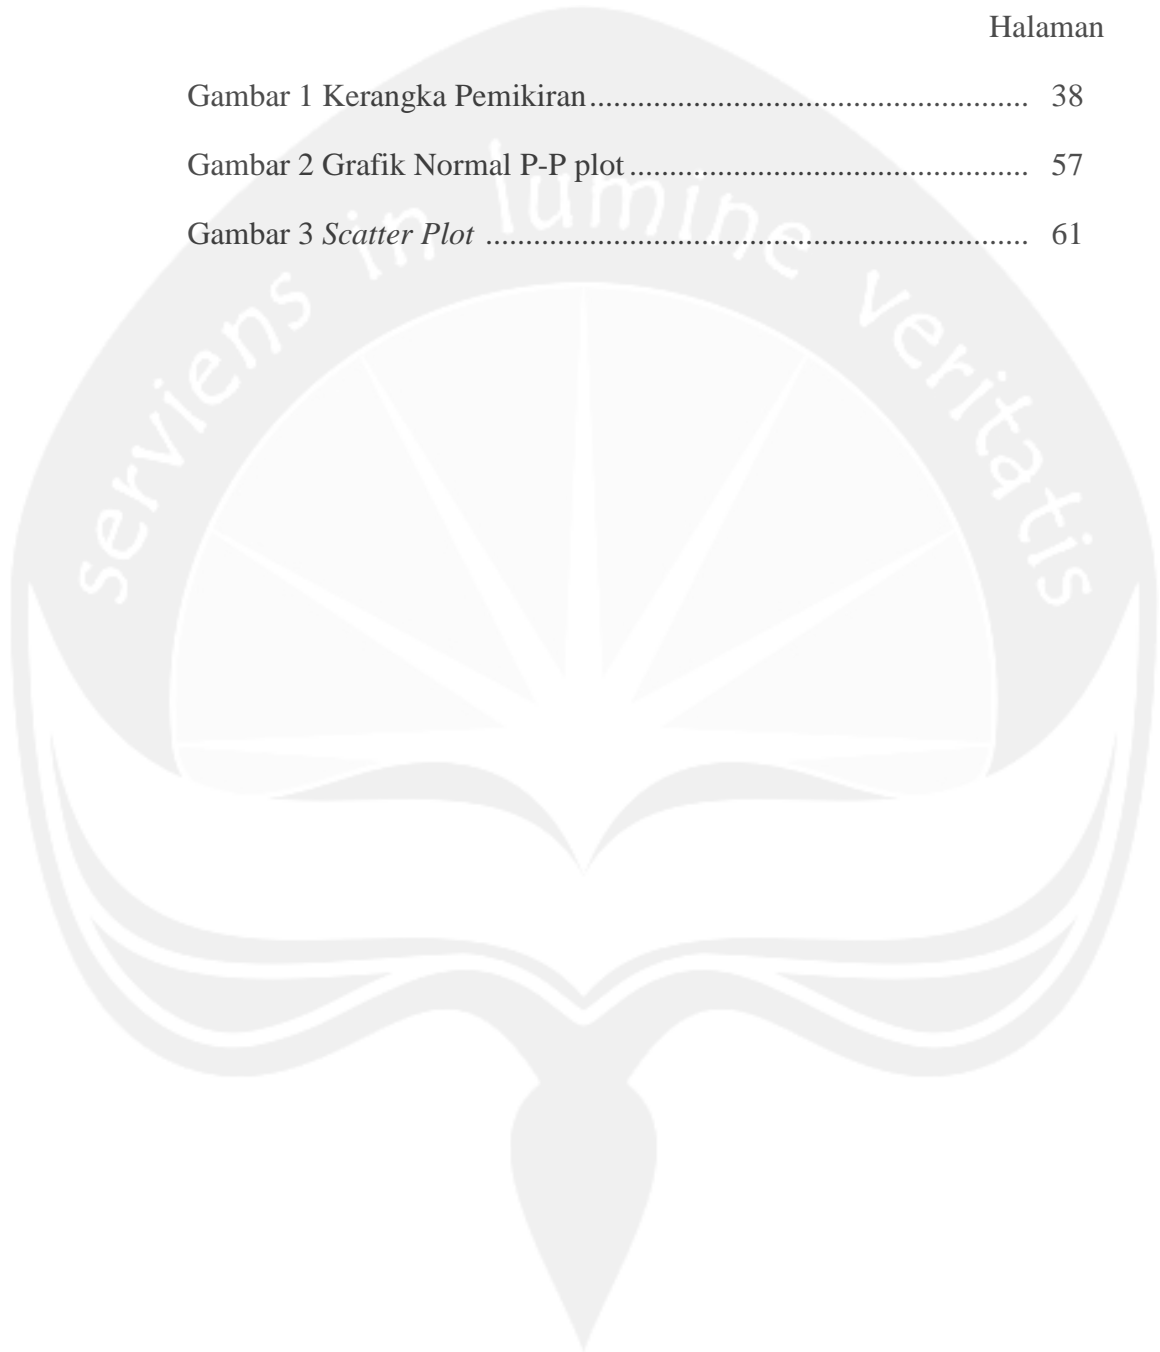 Halaman
Gambar 1 Kerangka Pemikiran....................................................... 38
Gambar 2 Grafik Normal P-P plot.................................................. 57
Gambar 3 Scatter Plot .................................................................... 61
serviens in lumine veritatis